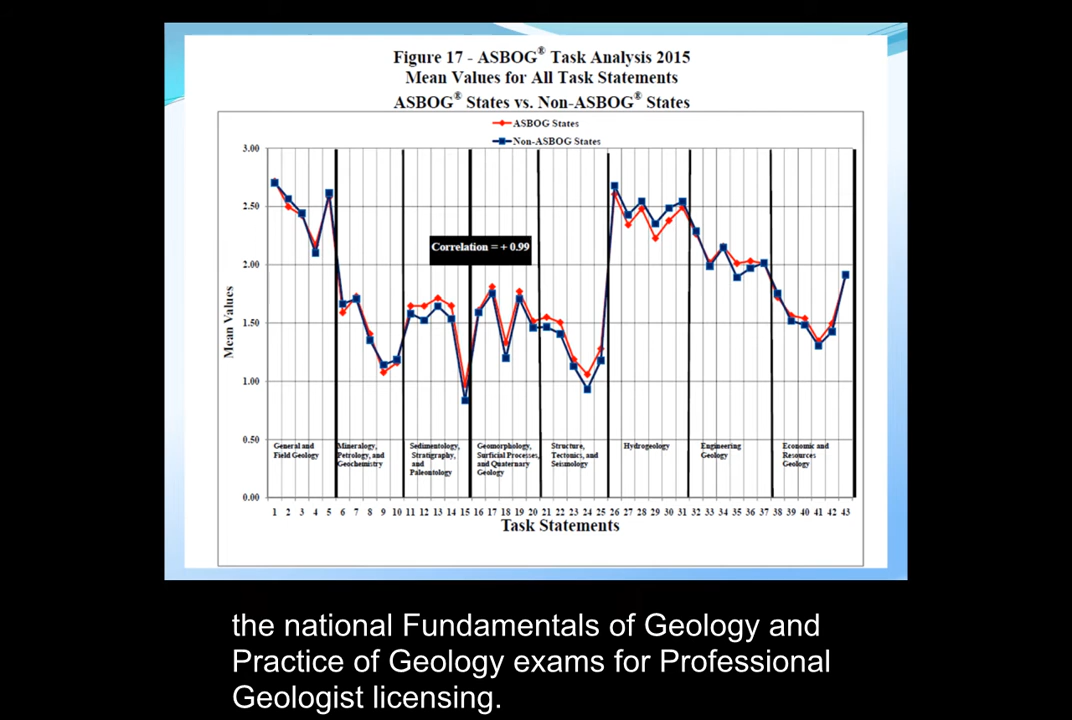 Figure 17 - ASBOG® Task Analysis 2015
Mean Values for All Task Statements
ASBOG® States vs. Non-ASBOG® States
ASBOG States
Non-ASBOG States
3.00
2.50
2.00
1.50
1.00
0.50
0.00
Mean Values
Correlation = + 0.99
General and
Field Geology
Mineralogy,
Petrology, and
Geochemistry
Sedimentology,
Stratigraphy,
and
Paleontology
Geomorphology,
Surficial Processes,
and Quaternary
Geology
Structure,
Tectonics, and
Seismology
Hydrogeology
Engineering
Geology
Economic and
Resources
Geology
1 2 3 4 5 6 7 8 9 10 11 12 13 14 15 16 17 18 19 20 21 22 23 24 25 26 27 28 29 30 31 32 33 34 35 36 37 38 39 40 41 42 43
Task Statements
the national Fundamentals of Geology and
Practice of Geology exams for Professional
Geologist licensing.